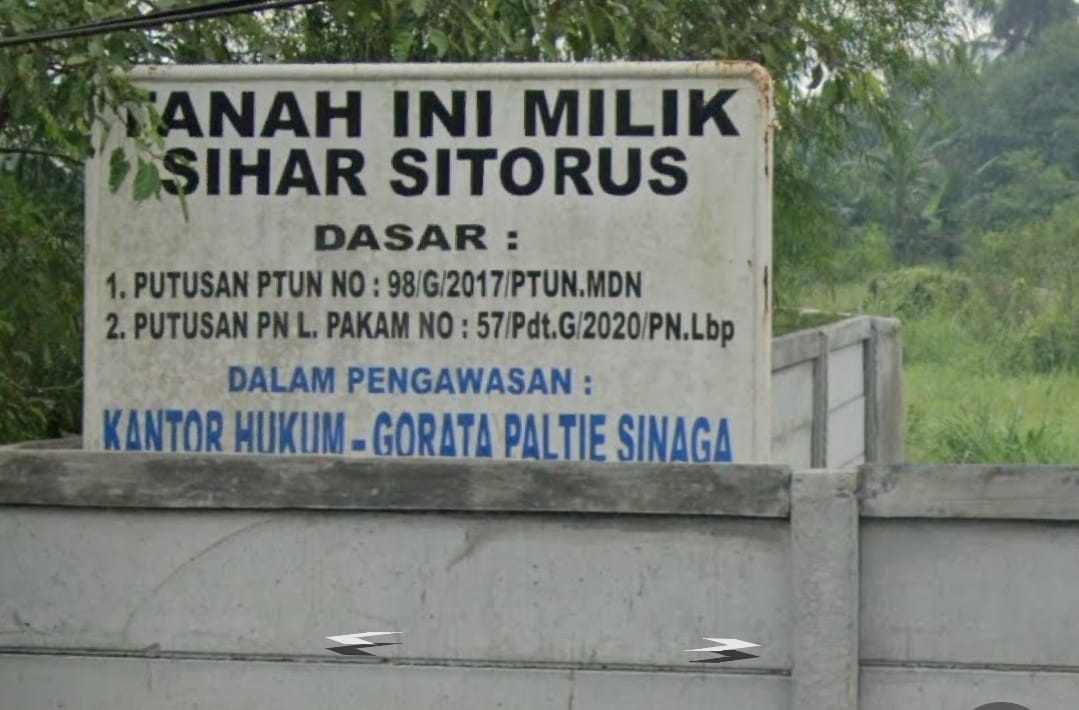 TANAH INI MILIK
SIHAR SITORUS
DASAR :
1. PUTUSAN PTUN NO : 98/G/2017/PTUN.MDN
2. PUTUSAN PN L. PAKAM NO : 57/Pdt.G/2020/PN.Lbp
DALAM PENGAWASAN :
KANTOR HUKUM - GORATA PALTIE SINAGA